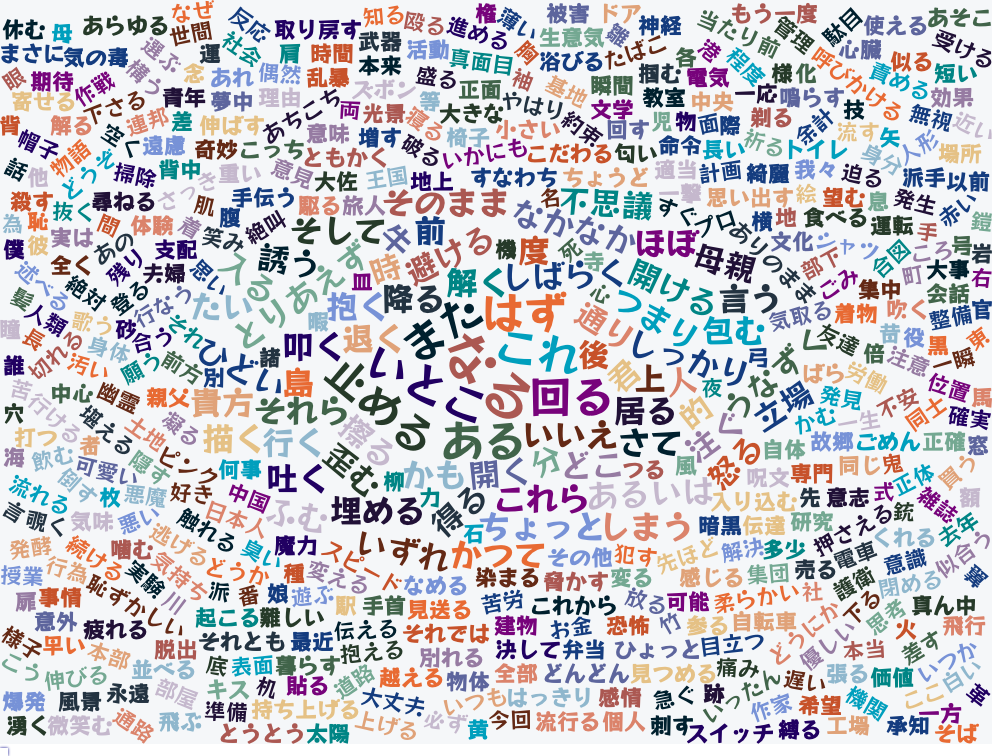 休む
母
あらゆる
なぜ
世間
反応
取り戻す
知る
殴る
進める
権
薄い
被害
ドア
神経
もう一度
当たり前
管理
駄目
使える
あそこ
受ける
まさに
気の毒
選ぶ
運
社会
肩
時間
武器
本来
活動
真面目
胸
生意気
浴びる
たばこ
各
港
程度
様化
心臓
呼びかける
責める
似る
短い
眼
期待
作戦
横う
念
あれ
偶然
乱暴
ズボン
盛る
正面
袖
基地
瞬間
掴む
電気
一応
鳴らす
技
無視
効果
近い
寄せる
下さる
青年
夢中
理由
あちこち
両
光景
等
大きな
やはり
約束
文学
教室
中央
剃る
余計
流す
矢
背
解る
空く
連邦
差
伸ばす
意味
増す
寝る
破る
椅子
小さい
回す
児
物
面際
祈る
トイレ
身分
人形
場所
帽子
物語
どうぞ
遠慮
奇妙
こっち
ともかく
いかにも
こだわる
匂い
命令
長い
話
他
掃除
背中
さっき
重い
意見
大佐
王国
地上
すなわち
ちょうど
適当
計画
綺麗
我々
迫る
派手
以前
殺す
抜く
尋ねる
肌
手伝う
駆る
旅人
そのまま
名
不思議
一撃
思い出す
絵
望む
息
発生
赤い
鎧
為
恥
間
体験
着
腹
絶叫
そして
キ
前
なかなか
すぐ
プロ
横
地
食べる
運転
手
僕
彼
実は
あの
支配
笑み
誘う
時
避ける
機
度
死
寺
ほぼ
母親
ありのまま
文化
シャツ
合図
ころ
号
岩
述べる
全く
残り
夫婦
思い
入る
とりあえず
皿
解く
しばらく
心
開ける
言う
部下
ごみ
集中
町
大事
右
髪
人類
絶対
登る
行なう
たい
暇
抱く
降る
また
はず
通り
つまり
包む
気取る
着物
吹く
会話
整備
官
瞳
長
歌う
砂
合う
それ
ひどい
諸
叩く
退く
いとこ
さる
これ
後
しっかり
弓
うなずく
友達
倍
苗
役
注意
黒
一瞬
東
誰
切れる
汚い
身体
願う
前方
別
島
止める
回る
君
上
人
夜
ばら
労働
位置
馬
穴
苦行ける
中心
幽霊
親父
貴方
それら
擦る
ある
いいえ
居る
さて
的
注ぐ
立場
かむ
発見
一生
不安
同士
確実
打つ
者
堪える
土地
凝る
描く
行く
歪む
分
どこ
つる
風
怒る
自体
故郷
ごめん
正確
窓
海
飲む
可愛い
隠す
ピンク
何事
吐く
柳
かも
開く
呪文
専門
同じ
鬼
正体
買う
流れる
倒す
枚
悪魔
好き
中国
ふむ
埋める
力
得る
これら
あるいは
入り込む
先
意志
式
雑誌
額
言
覗く
気味
悪い
触れる
日本人
石
ちょっと
しまう
暗黒
伝達
研究
押さえる
銃
去年
発酵
続ける
噛む
逃げる
臭い
魔力
スピード
いずれ
かつて
その他
犯す
先ほど
解決
多少
売る
電車
くれる
意識
似合う
授業
行為
実験
気持ち
どうか
種
変える
なめる
染まる
脅かす
変る
感じる
集団
柔らかい
社
護衛
閉める
翼
扉
事情
恥ずかしい
川
派
番
娘
遊ぶ
駅
手首
見送る
苦労
これから
放る
可能
竹
参る
自転車
どうにか
下る
思考
真ん中
意外
疲れる
起こる
難しい
伝える
それでは
建物
お金
恐怖
優しい
火
飛行
様子
平い
本部
脱出
それとも
最近
抱える
別れる
決して
弁当
ひょっと
目立つ
本当
差す
いつか
こう
伸びる
並べる
底
表面
暮らす
道路
越える
物体
全部
どんどん
見つめる
痛み
遅い
張る
価値
ここ
白い
爆発
風景
永遠
部屋
キス
机
貼る
大丈夫
いつも
はっきり
感情
急ぐ
跡
いったん
作家
希望
機関
一方
革
湧く
微笑む
通路
飛ぶ
準備
持ち上げる
とうとう
太陽
上げる
必ず
黄
今回
流行る
個人
刺す
スイッチ
縛る
工場
承知
そば